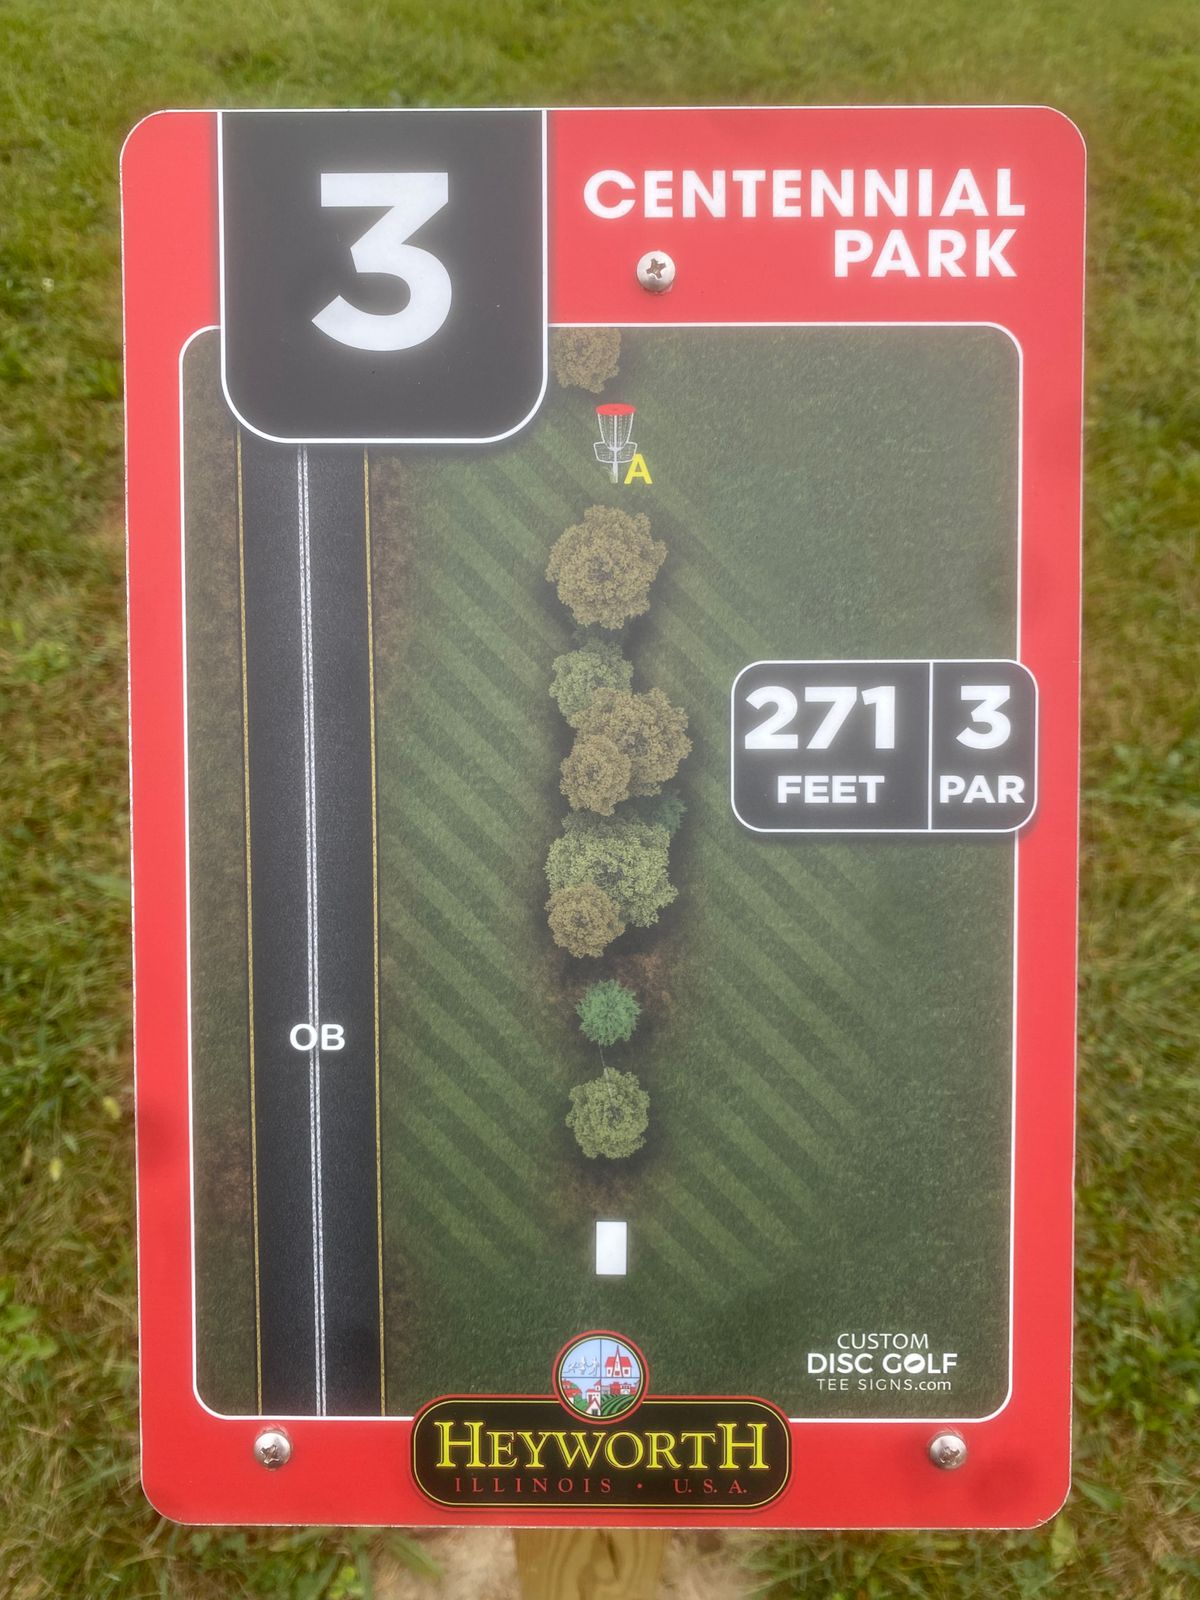 3
CENTENNIAL
PARK
A
271
FEET
3
PAR
OB
CUSTOM
DISC GOLF
TEE SIGNS.com
HEYWORTH
ILLINOIS · U.S.A.